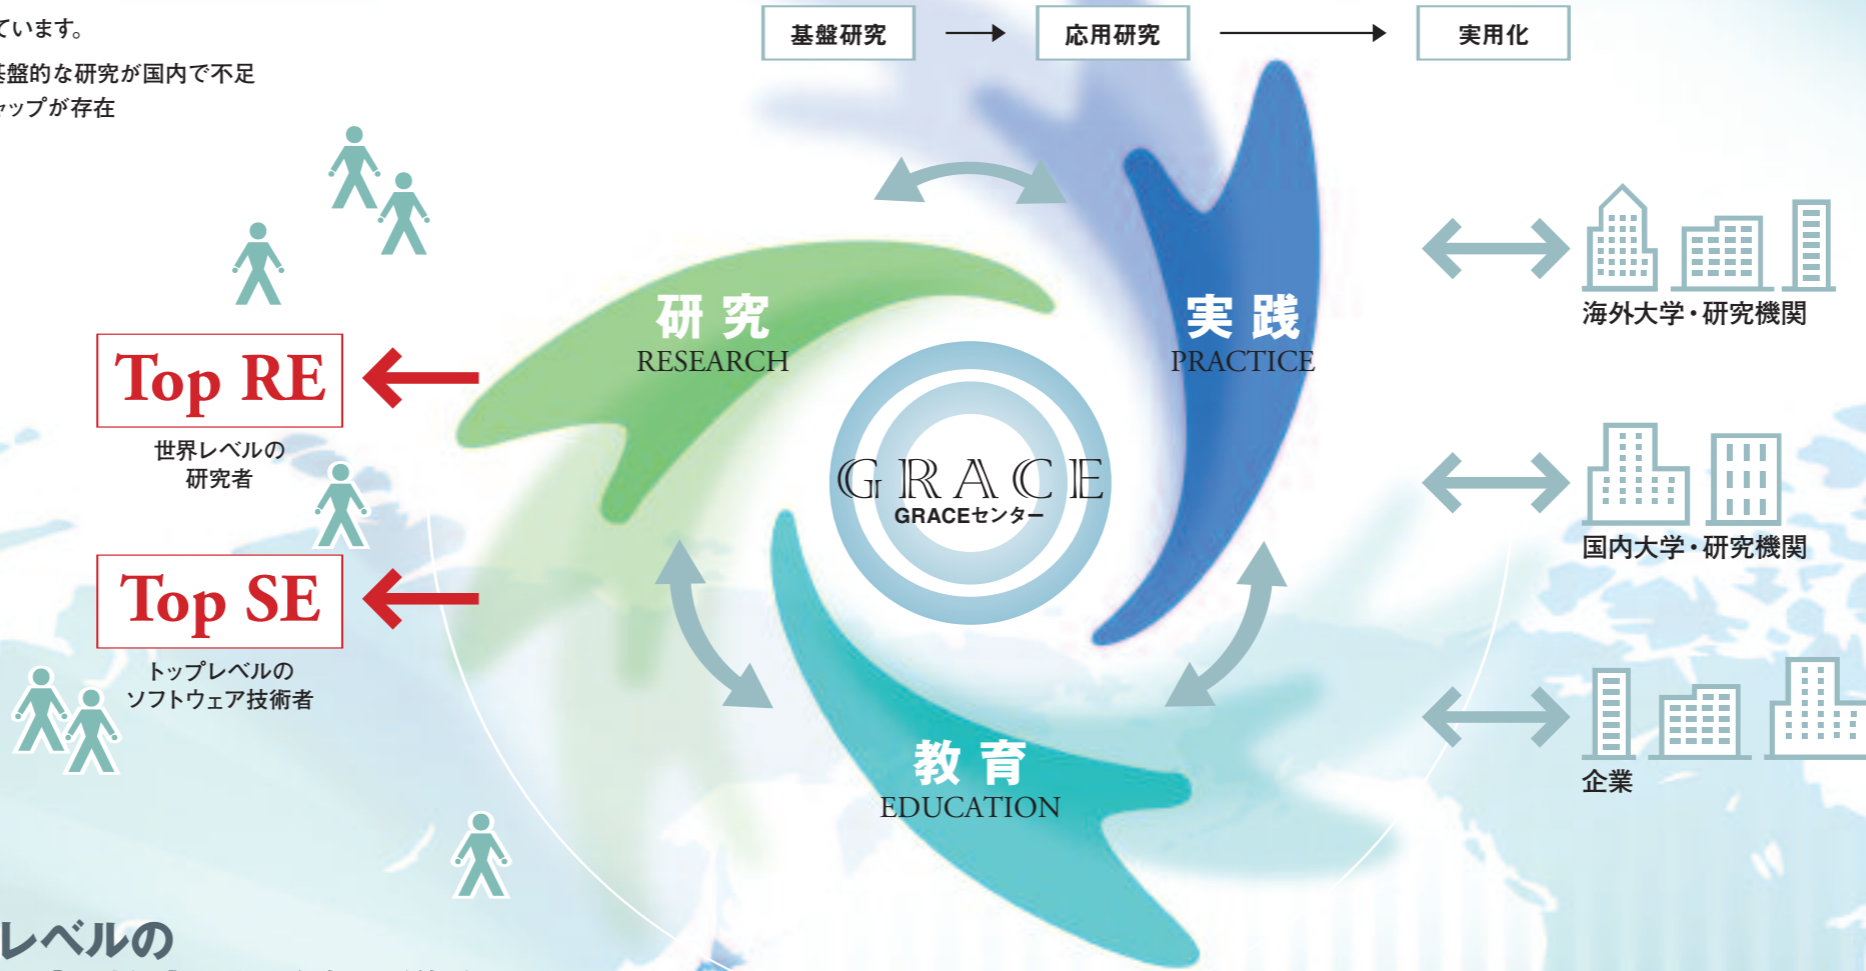 ています。
基盤的な研究が国内で不足
ャップが存在
基盤研究
応用研究
実用化
研究
RESEARCH
実践
PRACTICE
海外大学・研究機関
Top RE
世界レベルの
研究者
GRACE
GRACEセンター
国内大学・研究機関
Top SE
トップレベルの
ソフトウェア技術者
教育
EDUCATION
企業
レベルの